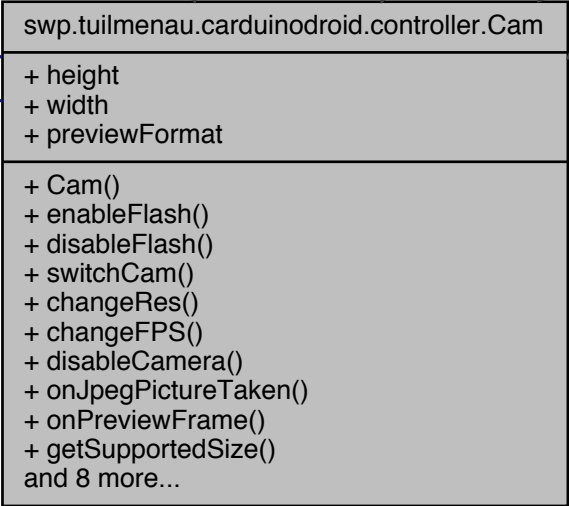 swp.tuilmenau.carduinodroid.controller.Cam
+ height
+ width
+ previewFormat
+ Cam()
+ enableFlash()
+ disableFlash()
+ switchCam()
+ changeRes()
+ changeFPS()
+ disableCamera()
+ onJpegPictureTaken()
+ onPreviewFrame()
+ getSupportedSize()
and 8 more...